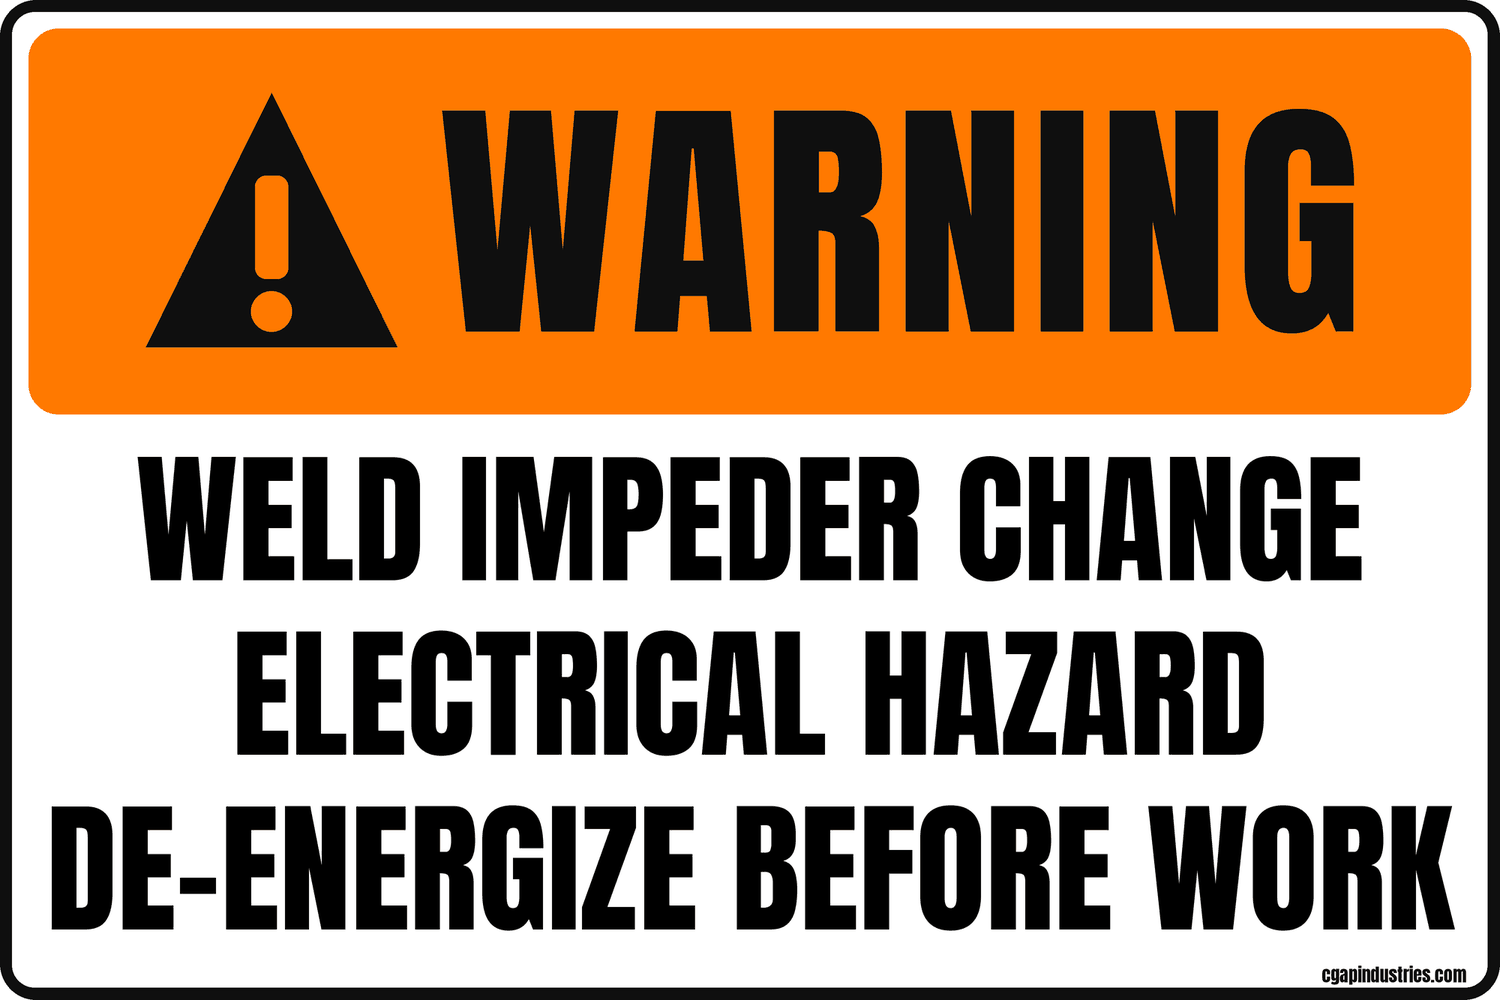 WARNING
WELD IMPEDER CHANGE
ELECTRICAL HAZARD
DE-ENERGIZE BEFORE WORK
cgapindustries.com